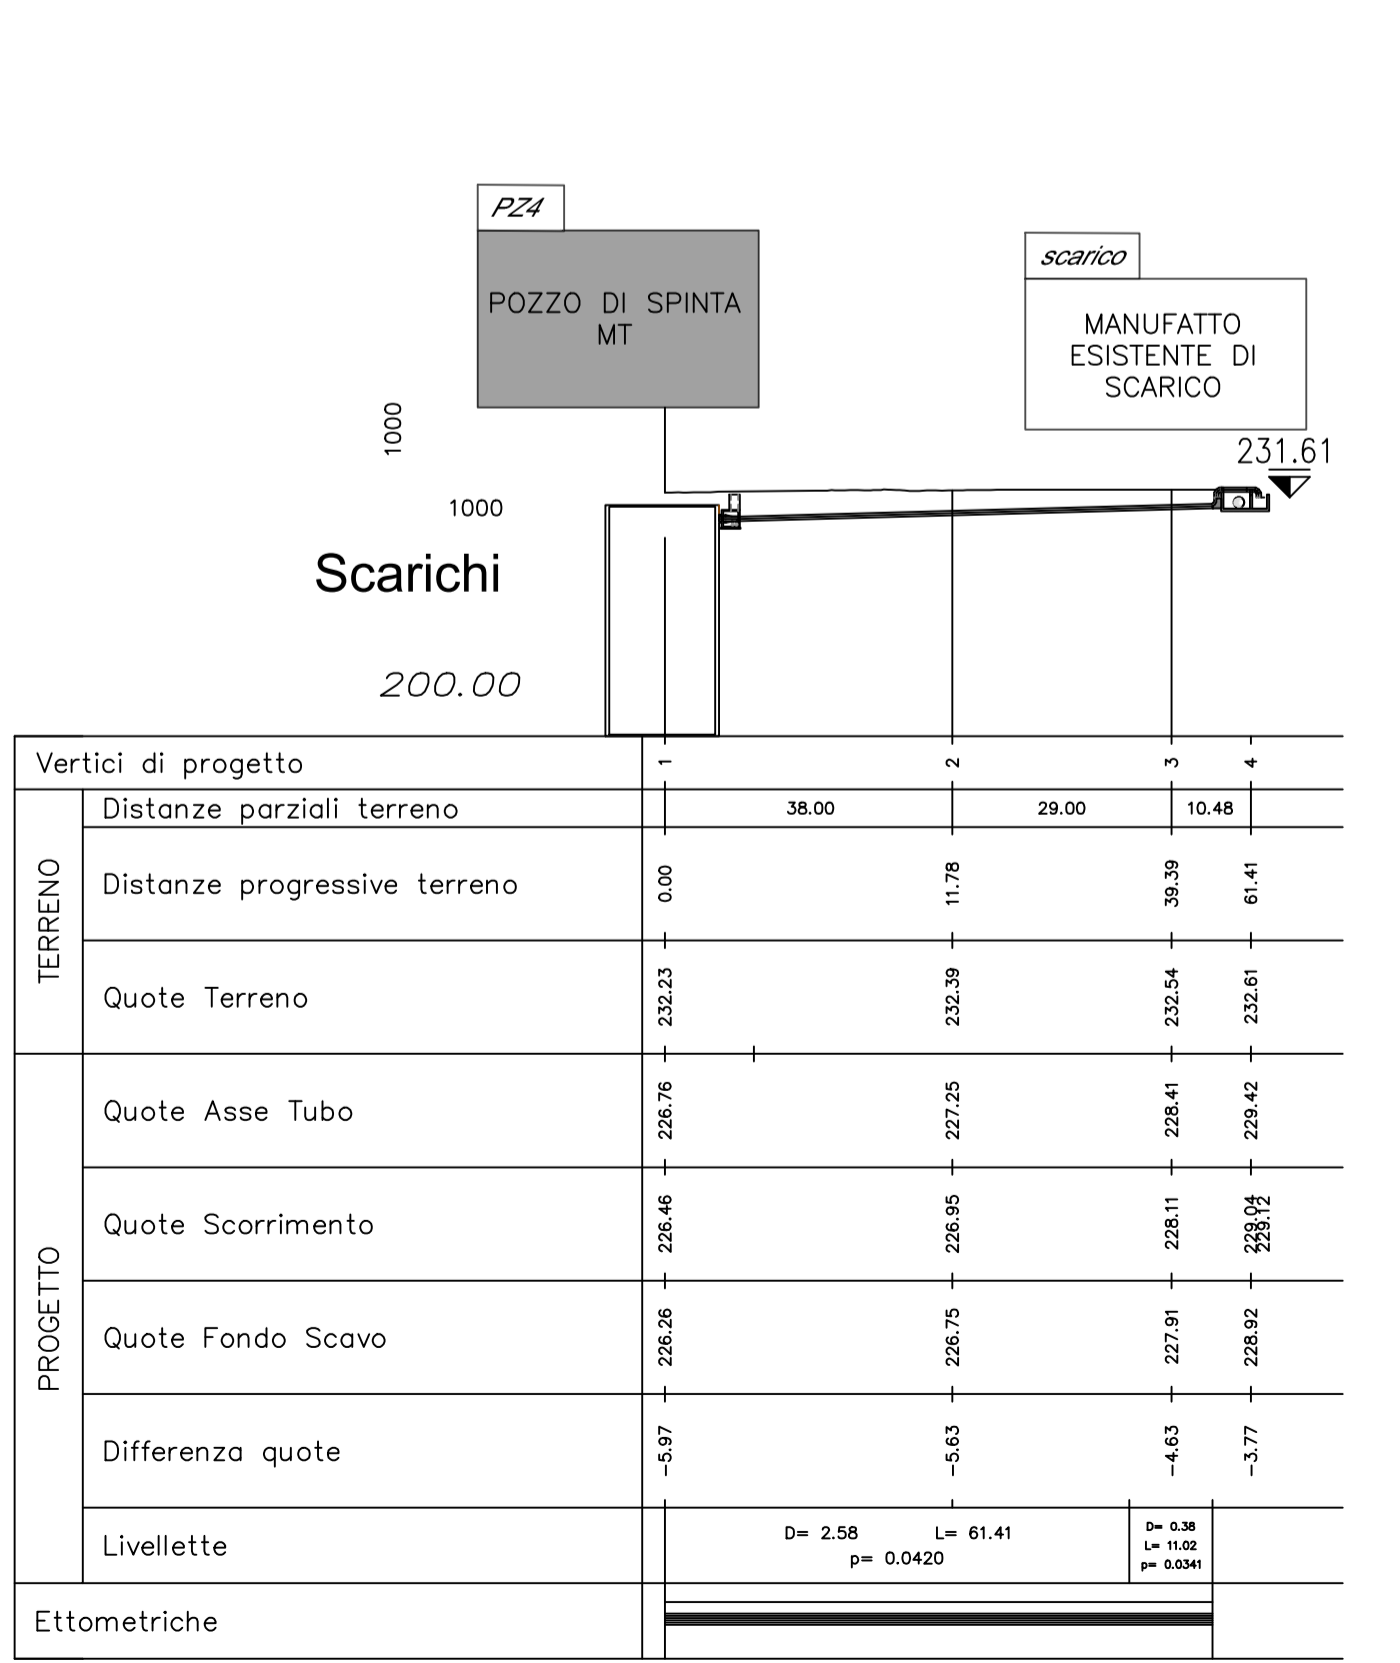 PZ4
POZZO DI SPINTA
MT
scarico
MANUFATTO
ESISTENTE DI
SCARICO
231.61
1000
1000
Scarichi
200.00
Vertici di progetto 1 2 3 4
TERRENO
Distanze parziali terreno 38.00 29.00 10.48
Distanze progressive terreno 0.00 11.78 39.39 61.41
Quote Terreno 232.23 232.39 232.54 232.61
PROGETTO
Quote Asse Tubo 226.76 227.25 228.41 229.42
Quote Scorrimento 226.46 226.95 228.11 229.04 229.12
Quote Fondo Scavo 226.26 226.75 227.91 228.92
Differenza quote -5.97 -5.63 -4.63 -3.77
Livellette
D= 2.58 L= 61.41
p= 0.0420
D= 0.38
L= 11.02
p= 0.0341
Ettometriche